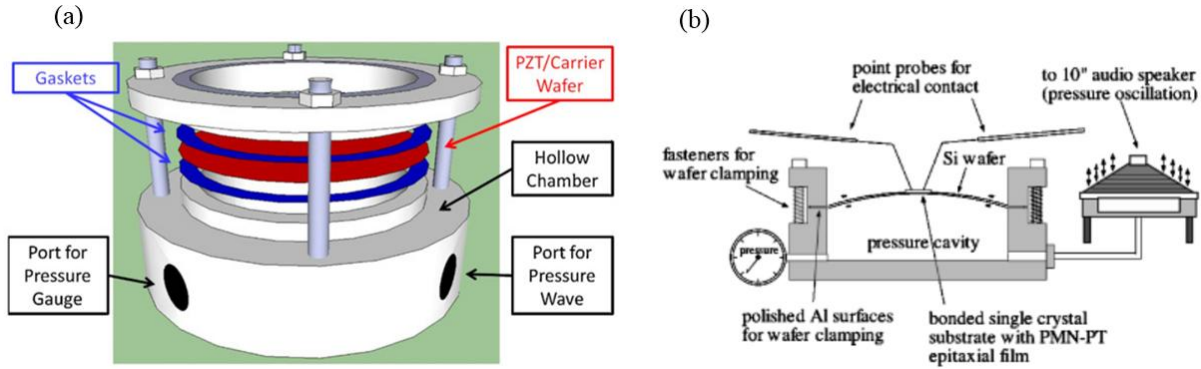 (a)
Gaskets
PZT/Carrier
Wafer
Hollow
Chamber
Port for
Pressure
Gauge
Port for
Pressure
Wave
(b)
point probes for
electrical contact
to 10" audio speaker
(pressure oscillation)
fasteners for
wafer clamping
Si wafer
pressure cavity
pressure
polished Al surfaces
for wafer clamping
bonded single crystal
substrate with PMN-PT
epitaxial film